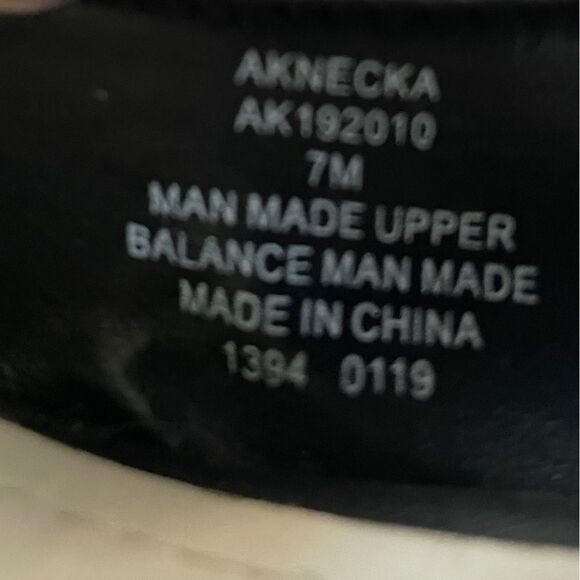 AKNECKA
AK192010
7M
MAN MADE UPPER
BALANCE MAN MADE
MADE IN CHINA
1394 0119